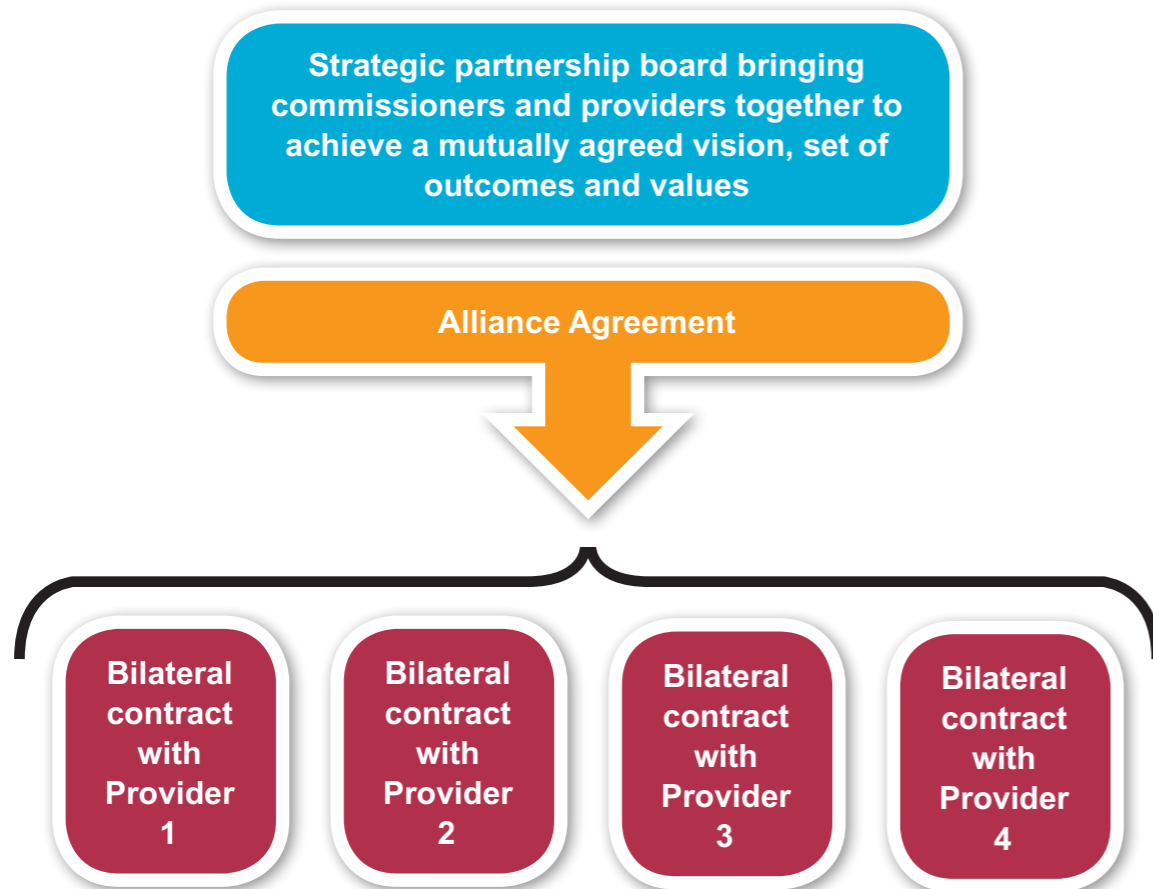 Strategic partnership board bringing
commissioners and providers together to
achieve a mutually agreed vision, set of
outcomes and values
Alliance Agreement
Bilateral
contract
with
Provider
1
Bilateral
contract
with
Provider
2
Bilateral
contract
with
Provider
3
Bilateral
contract
with
Provider
4